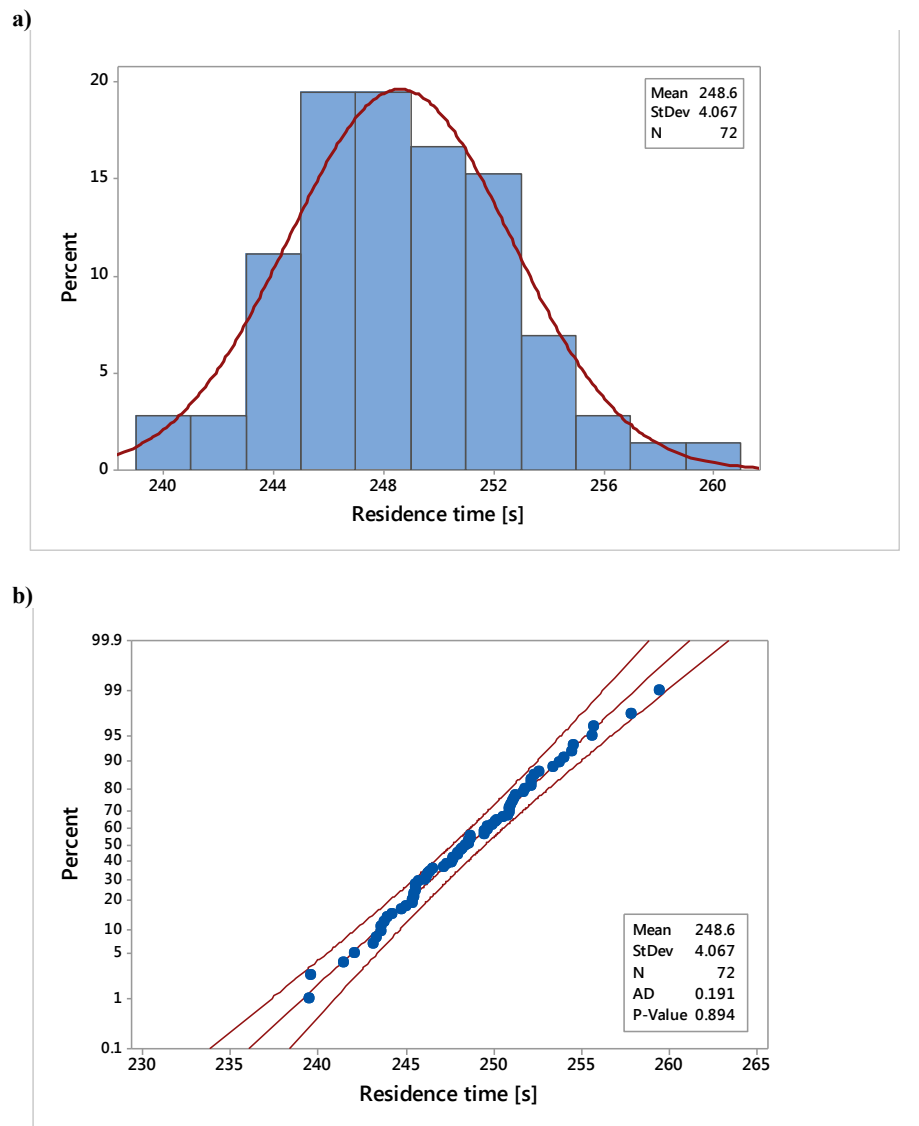 a)
20
15
10
5
0
Percent
Mean 248.6
StDev 4.067
N 72
240 244 248 252 256 260
Residence time [s]
b)
99.9
99
95
90
80
70
60
50
40
30
20
10
5
1
0.1
Percent
Mean 248.6
StDev 4.067
N 72
AD 0.191
P-Value 0.894
230 235 240 245 250 255 260 265
Residence time [s]